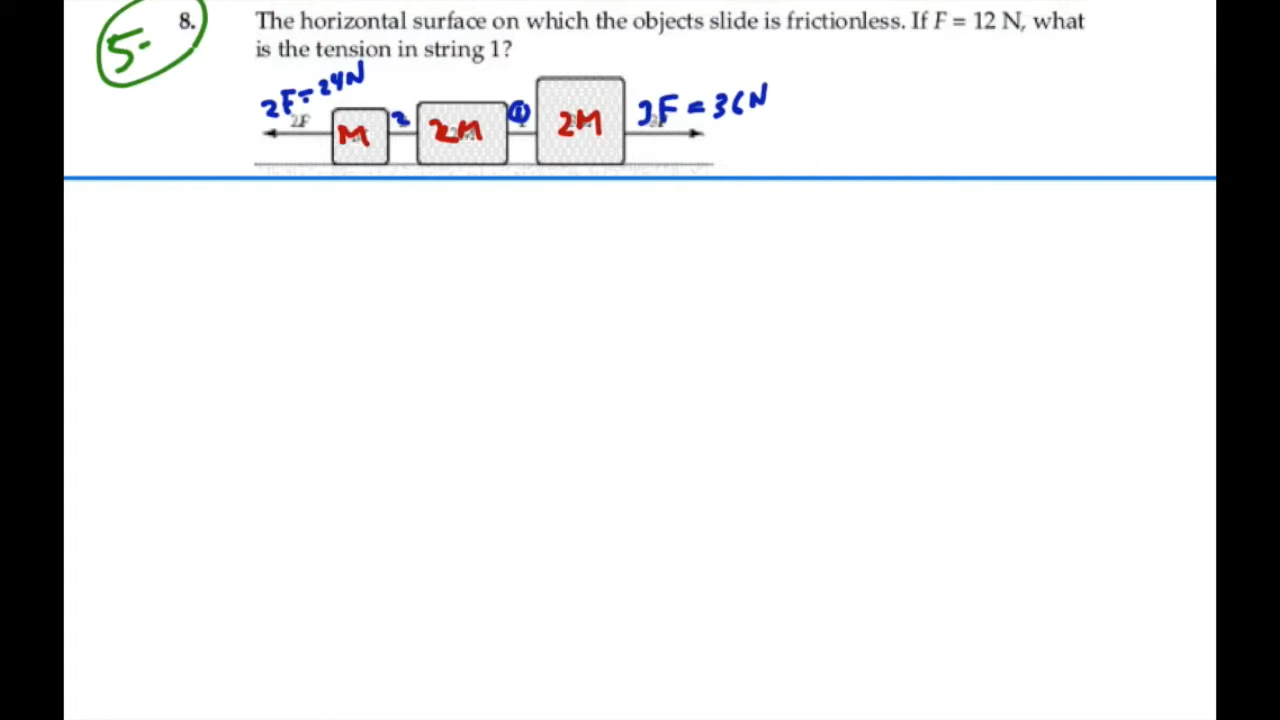 5-
8. The horizontal surface on which the objects slide is frictionless. If F = 12 N, what
is the tension in string 1?
2F=24N
2F M 2 2M 1 2M 3F = 36N